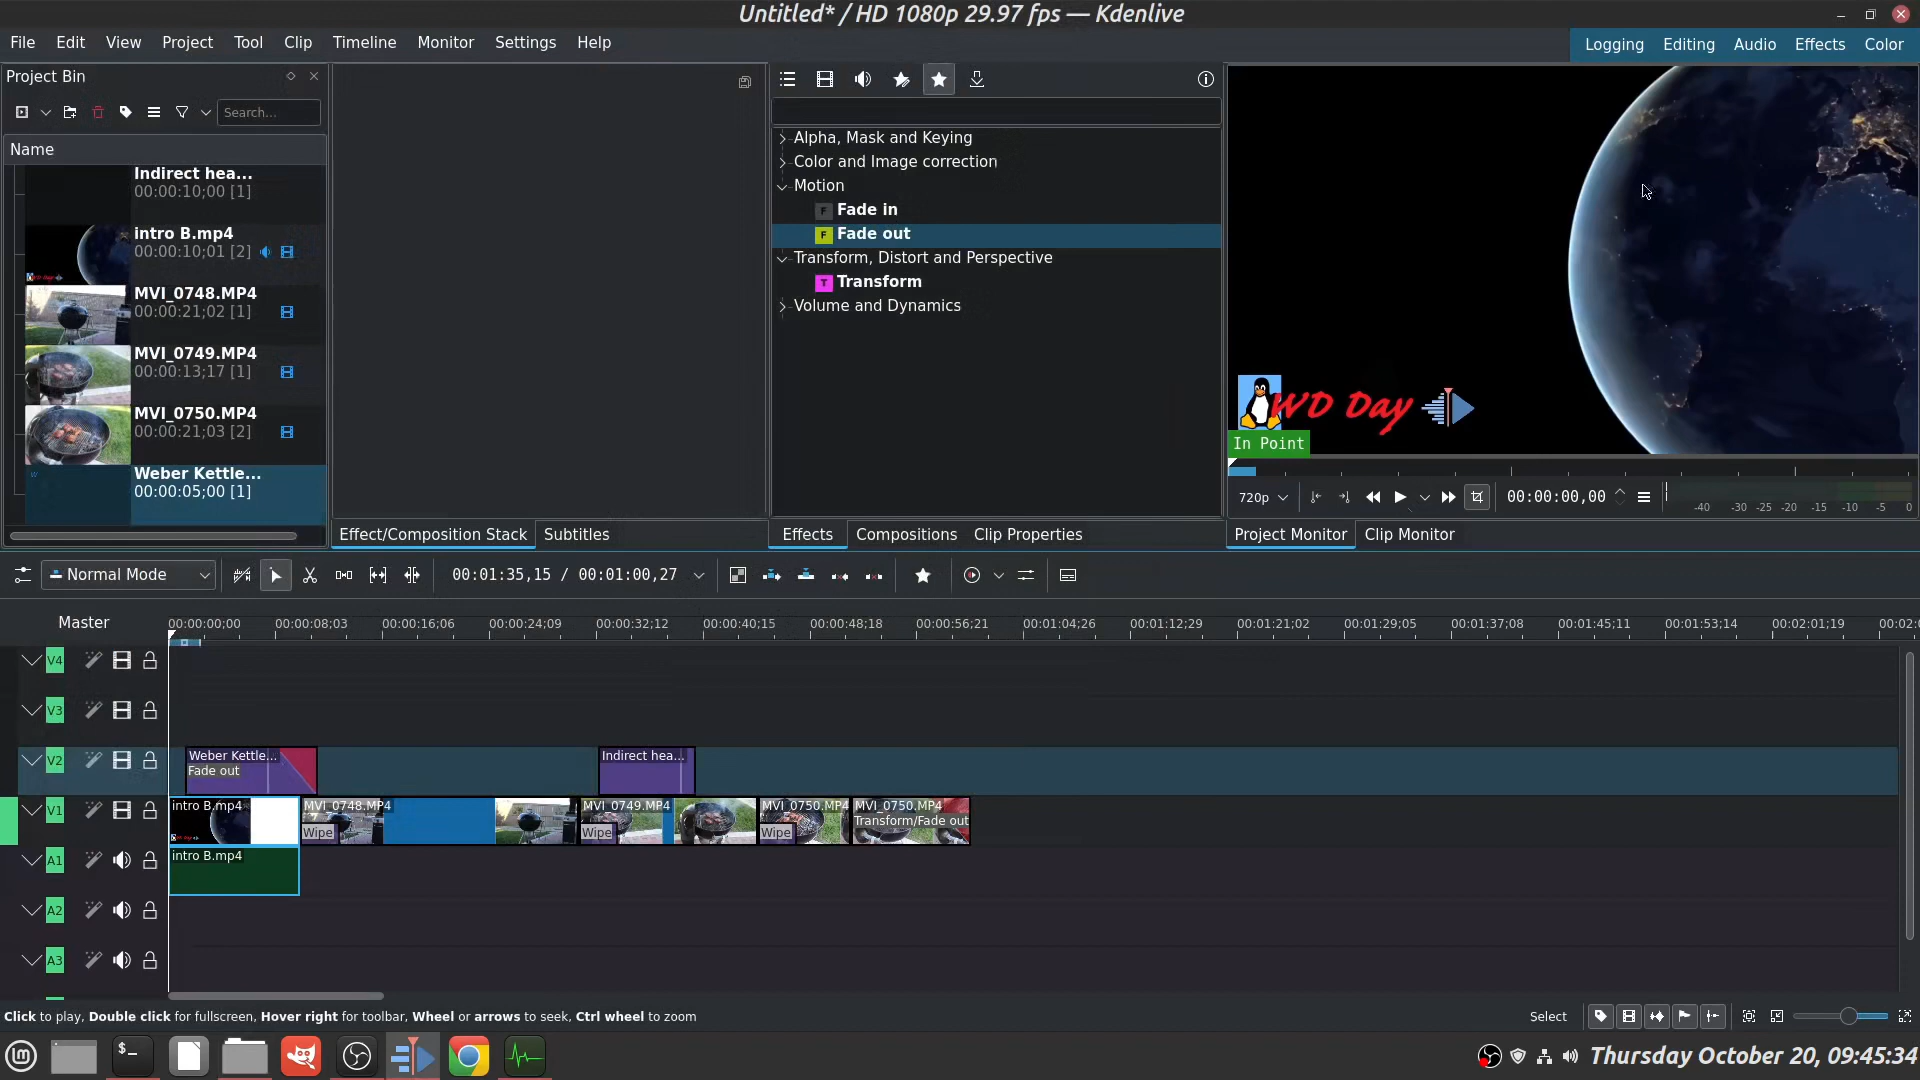 Untitled* / HD 1080p 29.97 fps — Kdenlive
File Edit View Project Tool Clip Timeline Monitor Settings Help
Logging Editing Audio Effects Color
Project Bin
Search...
Name
Indirect hea...
00:00:10;00 [1]
intro B.mp4
00:00:10;01 [2]
MVI_0748.MP4
00:00:21;02 [1]
MVI_0749.MP4
00:00:13;17 [1]
MVI_0750.MP4
00:00:21;03 [2]
Weber Kettle...
00:00:05;00 [1]
Effect/Composition Stack Subtitles
Alpha, Mask and Keying
Color and Image correction
Motion
F Fade in
F Fade out
Transform, Distort and Perspective
T Transform
Volume and Dynamics
Effects Compositions Clip Properties
WD Day
In Point
720p 00:00:00,00
-40 -30 -25 -20 -15 -10 -5 0
Project Monitor Clip Monitor
Normal Mode 00:01:35,15 / 00:01:00,27
Master
00:00:00;00 00:00:08;03 00:00:16;06 00:00:24;09 00:00:32;12 00:00:40;15 00:00:48;18 00:00:56;21 00:01:04;26 00:01:12;29 00:01:21;02 00:01:29;05 00:01:37;08 00:01:45;11 00:01:53;14 00:02:01;19
V4
V3
V2
Weber Kettle...
Fade out
Indirect hea...
V1
intro B.mp4 MVI_0748.MP4 MVI_0749.MP4 MVI_0750.MP4 MVI_0750.MP4
Wipe Wipe Wipe Transform/Fade out
A1
intro B.mp4
A2
A3
Click to play, Double click for fullscreen, Hover right for toolbar, Wheel or arrows to seek, Ctrl wheel to zoom
Select
Thursday October 20, 09:45:34